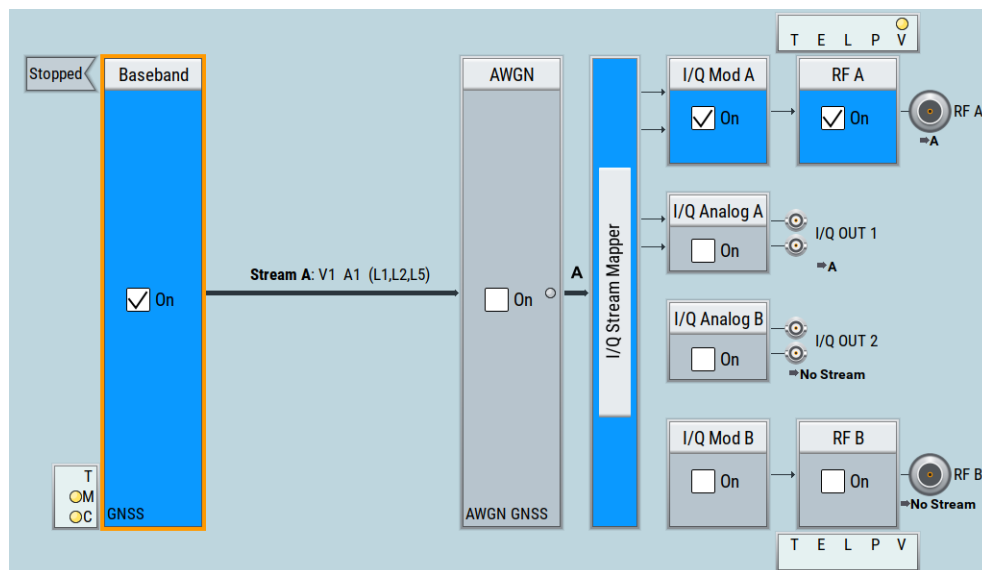 T E L P V
Stopped
Baseband
AWGN
I/Q Mod A
RF A
On
On
RF A
A
I/Q Analog A
I/Q OUT 1
On
A
Stream A: V1 A1 (L1,L2,L5)
A
On
On
I/Q Stream Mapper
I/Q Analog B
I/Q OUT 2
On
No Stream
I/Q Mod B
RF B
On
On
RF B
No Stream
T
M
C
GNSS
AWGN GNSS
T E L P V